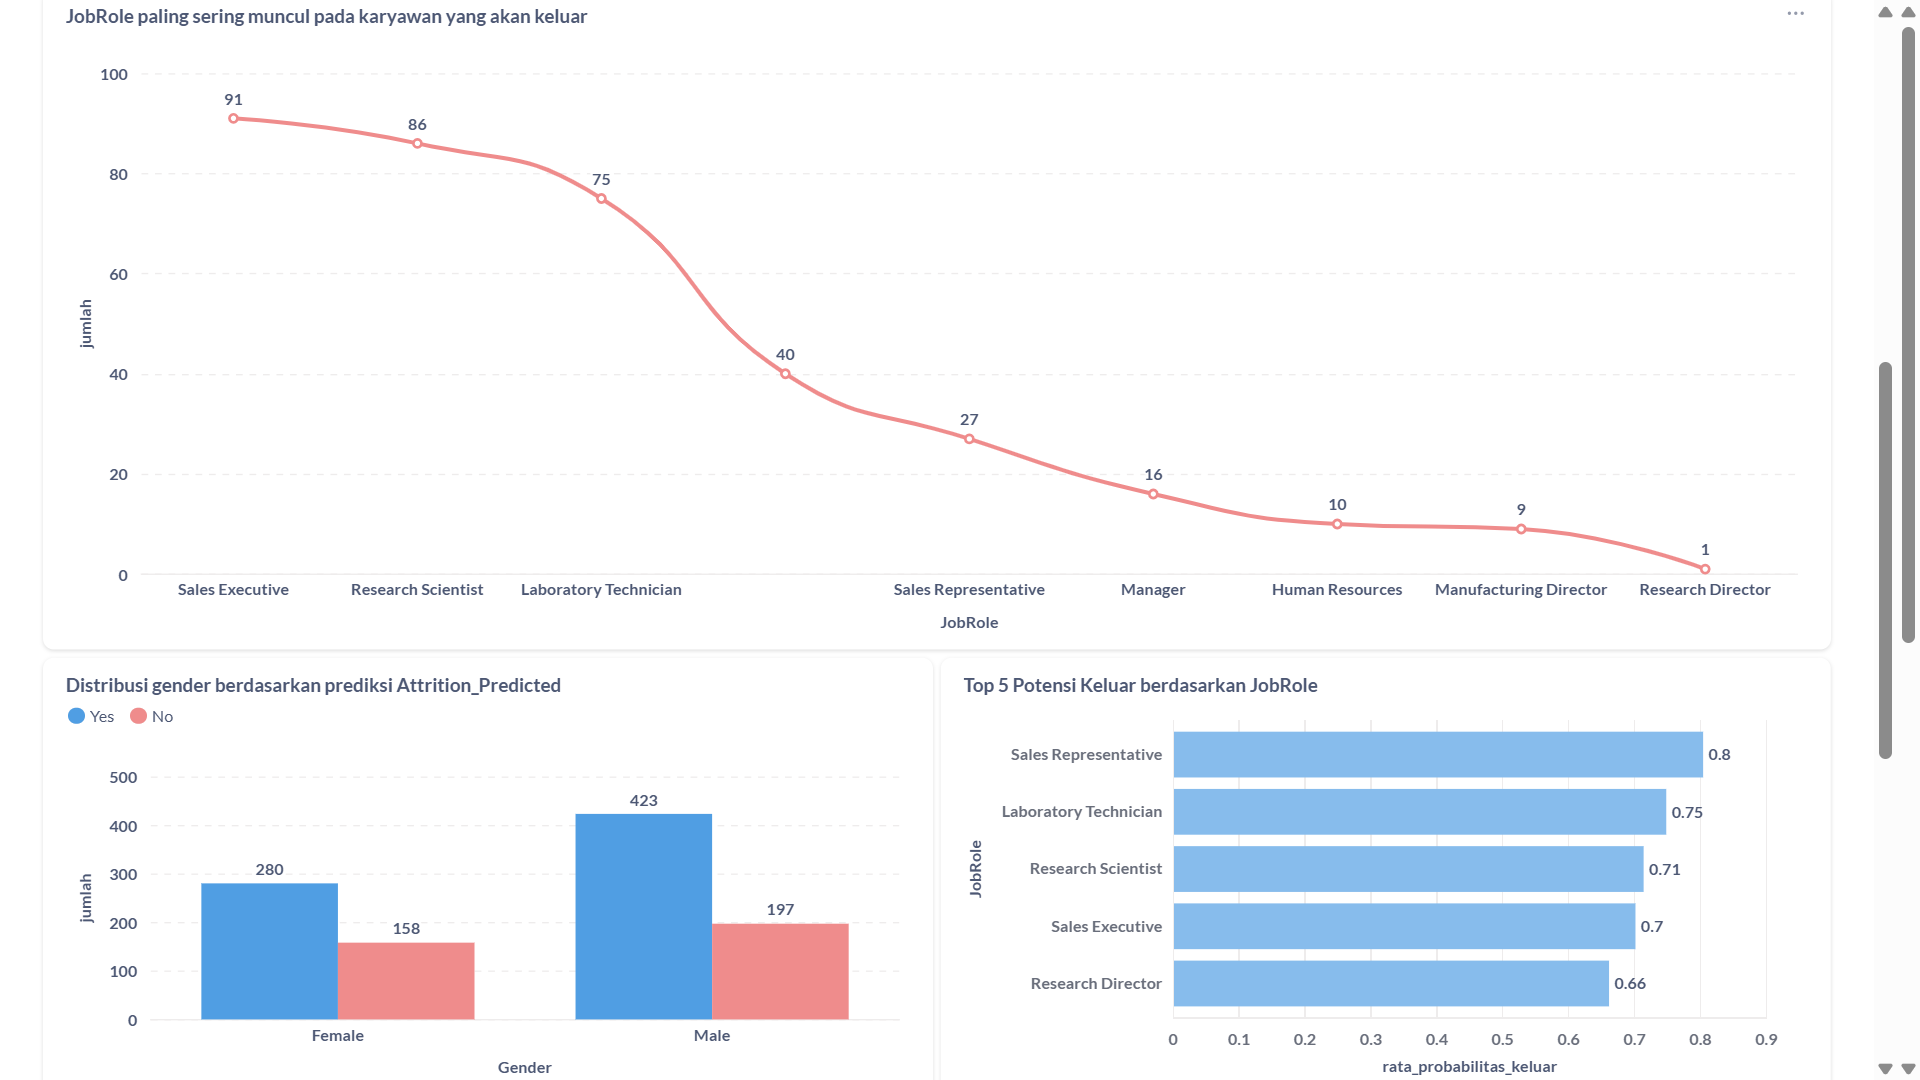 JobRole paling sering muncul pada karyawan yang akan keluar
100
80
60
40
20
0
jumlah
91
86
75
40
27
16
10
9
1
Sales Executive
Research Scientist
Laboratory Technician
Sales Representative
Manager
Human Resources
Manufacturing Director
Research Director
JobRole
Distribusi gender berdasarkan prediksi Attrition_Predicted
Yes
No
500
400
300
200
100
0
jumlah
280
158
423
197
Female
Male
Gender
Top 5 Potensi Keluar berdasarkan JobRole
JobRole
Sales Representative
0.8
Laboratory Technician
0.75
Research Scientist
0.71
Sales Executive
0.7
Research Director
0.66
0
0.1
0.2
0.3
0.4
0.5
0.6
0.7
0.8
0.9
rata_probabilitas_keluar